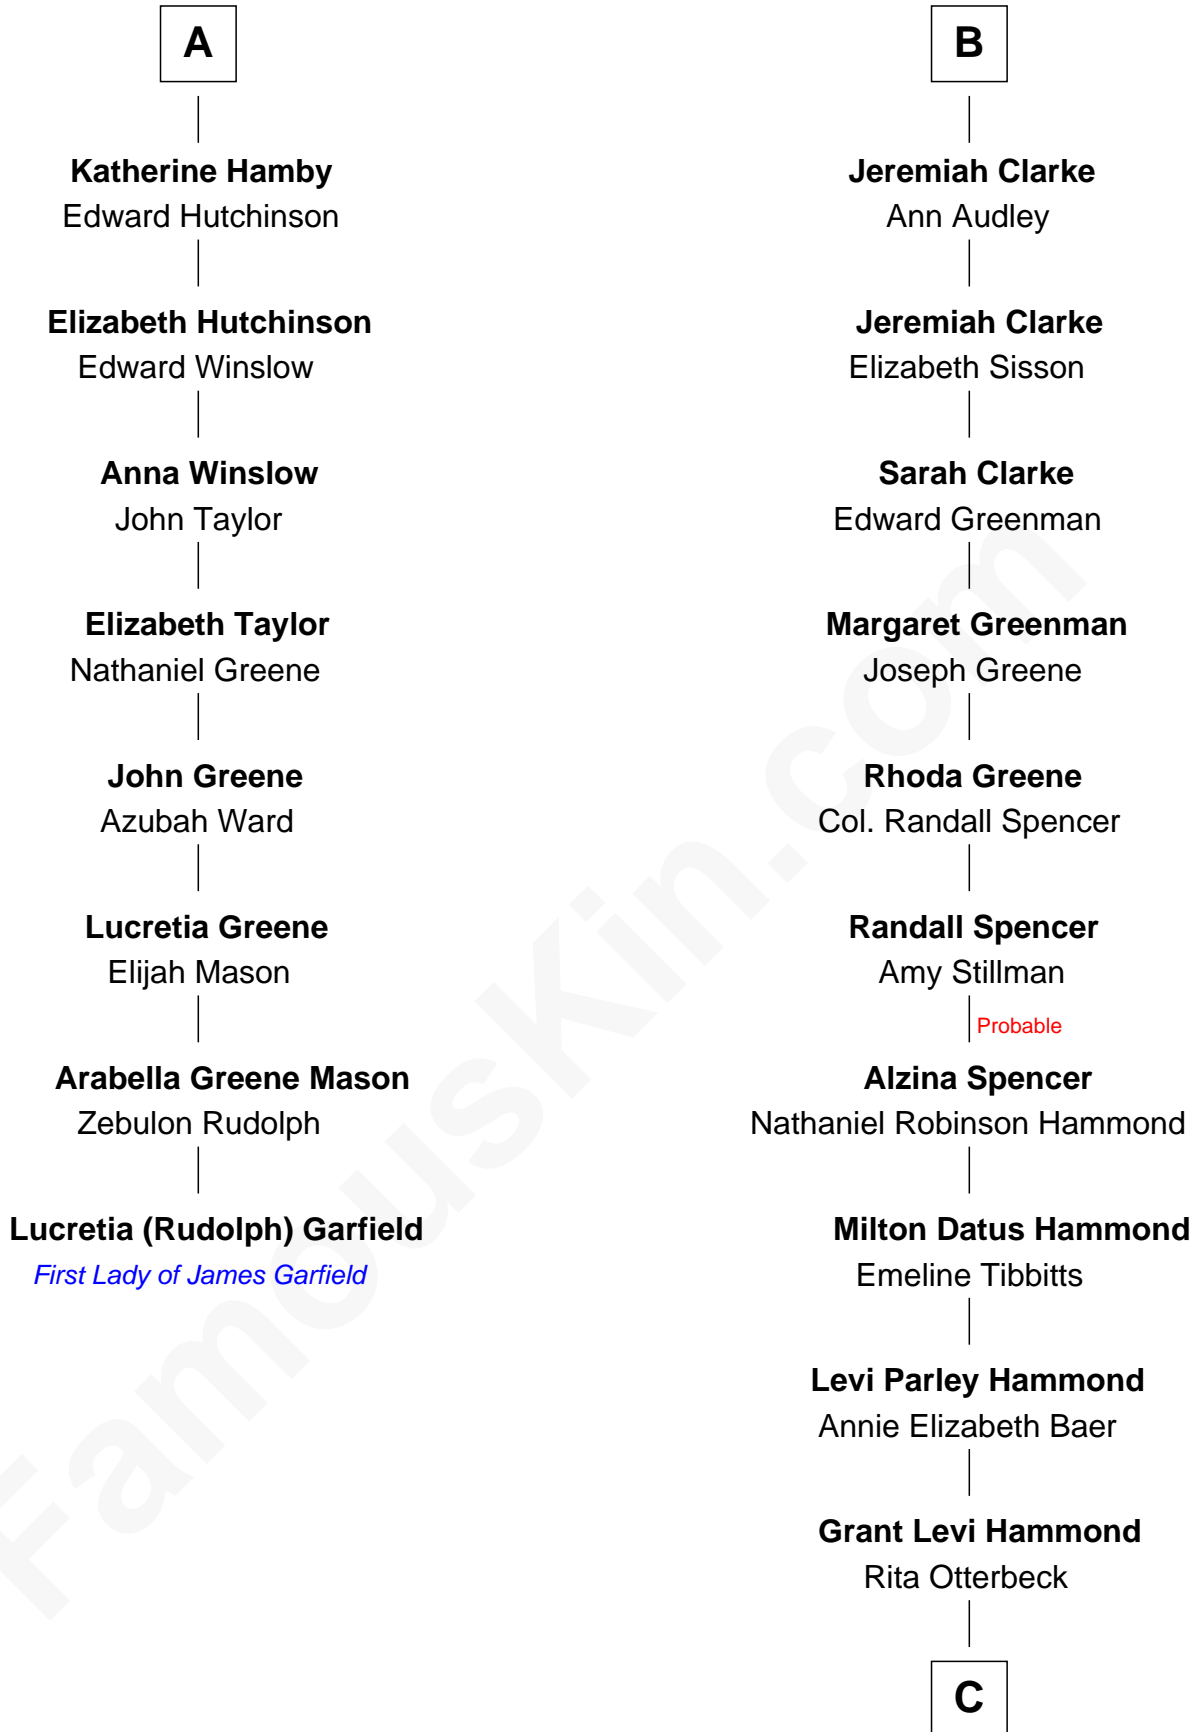 A
Katherine Hamby
Edward Hutchinson
Elizabeth Hutchinson
Edward Winslow
Anna Winslow
John Taylor
Elizabeth Taylor
Nathaniel Greene
John Greene
Azubah Ward
Lucretia Greene
Elijah Mason
Arabella Greene Mason
Zebulon Rudolph
Lucretia (Rudolph) Garfield
First Lady of James Garfield
B
Jeremiah Clarke
Ann Audley
Jeremiah Clarke
Elizabeth Sisson
Sarah Clarke
Edward Greenman
Margaret Greenman
Joseph Greene
Rhoda Greene
Col. Randall Spencer
Randall Spencer
Amy Stillman
Probable
Alzina Spencer
Nathaniel Robinson Hammond
Milton Datus Hammond
Emeline Tibbitts
Levi Parley Hammond
Annie Elizabeth Baer
Grant Levi Hammond
Rita Otterbeck
C
FamousKin.com